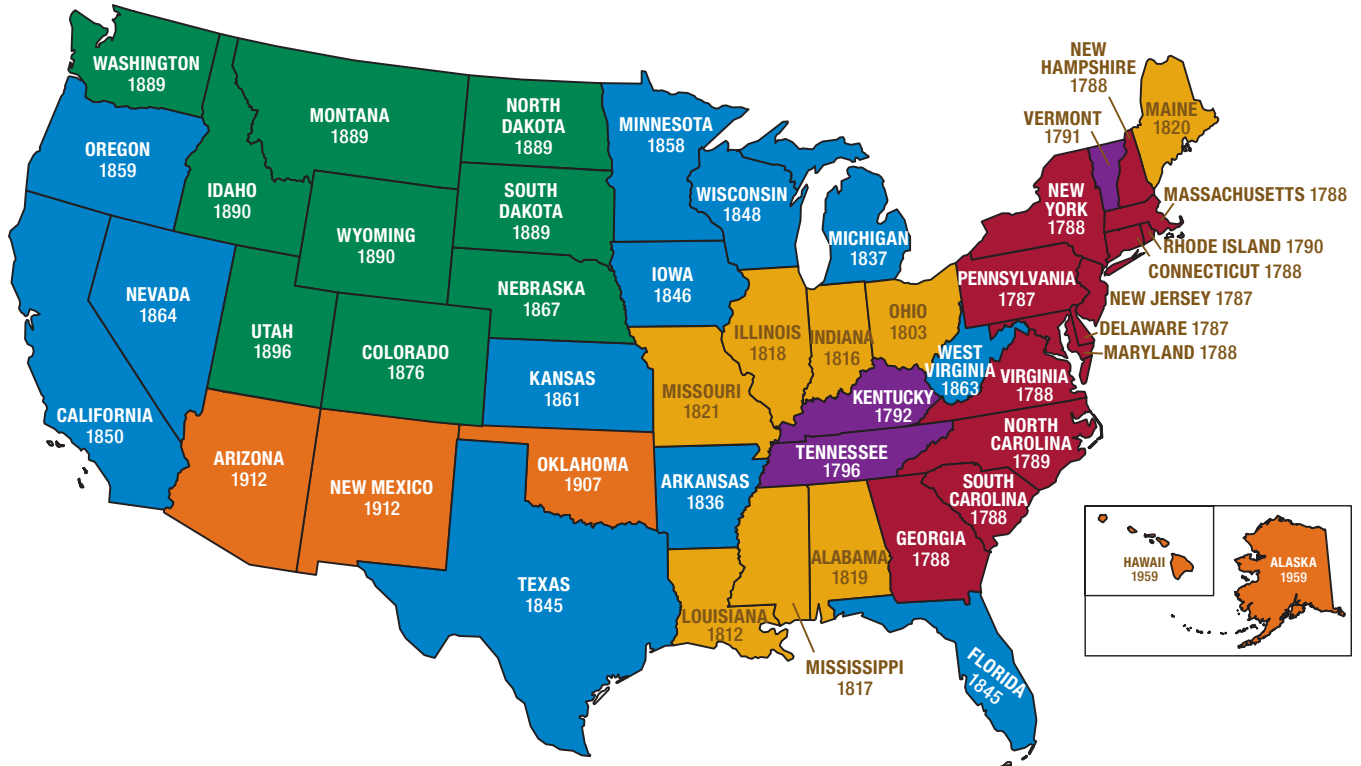 WASHINGTON
1889
MONTANA
1889
NORTH
DAKOTA
1889
MINNESOTA
1858
OREGON
1859
IDAHO
1890
WYOMING
1890
SOUTH
DAKOTA
1889
WISCONSIN
1848
MICHIGAN
1837
NEW
HAMPSHIRE
1788
VERMONT
1791
MAINE
1820
NEW
YORK
1788
MASSACHUSETTS 1788
RHODE ISLAND 1790
CONNECTICUT 1788
PENNSYLVANIA
1787
NEW JERSEY 1787
DELAWARE 1787
MARYLAND 1788
NEVADA
1864
UTAH
1896
COLORADO
1876
NEBRASKA
1867
IOWA
1846
ILLINOIS
1818
INDIANA
1816
OHIO
1803
WEST
VIRGINIA
1863
VIRGINIA
1788
CALIFORNIA
1850
KANSAS
1861
MISSOURI
1821
KENTUCKY
1792
NORTH
CAROLINA
1789
TENNESSEE
1796
ARIZONA
1912
NEW MEXICO
1912
OKLAHOMA
1907
ARKANSAS
1836
SOUTH
CAROLINA
1788
GEORGIA
1788
ALABAMA
1819
TEXAS
1845
LOUISIANA
1812
MISSISSIPPI
1817
FLORIDA
1845
HAWAII
1959
ALASKA
1959